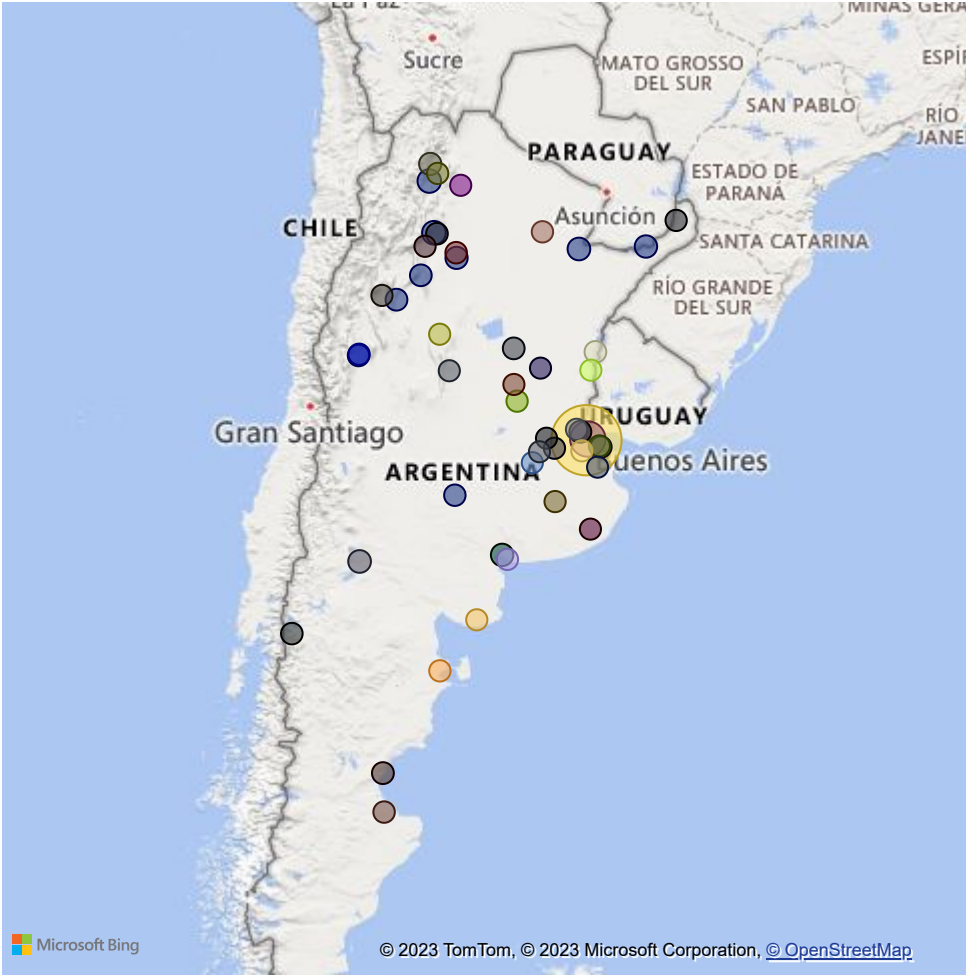 La Paz
MINAS GERA
Sucre
MATO GROSSO
DEL SUR
ESPÍ
SAN PABLO
RÍO
JANE
PARAGUAY
ESTADO DE
PARANÁ
Asunción
CHILE
SANTA CATARINA
RÍO GRANDE
DEL SUR
URUGUAY
Gran Santiago
Buenos Aires
ARGENTINA
Microsoft Bing
© 2023 TomTom, © 2023 Microsoft Corporation, © OpenStreetMap